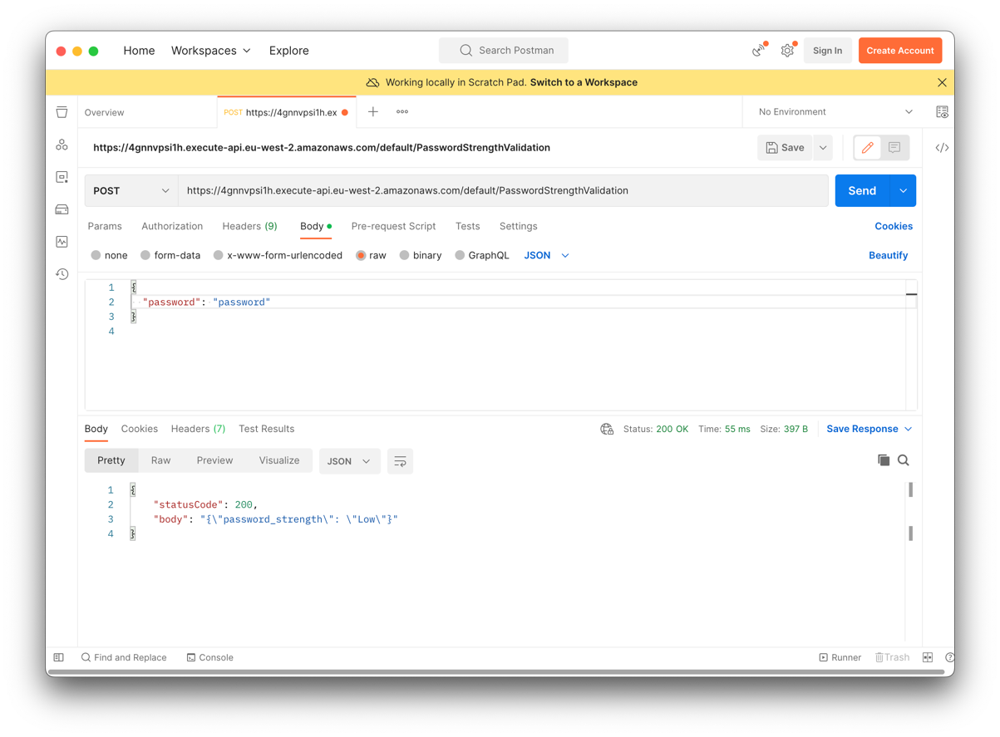 Home Workspaces Explore Search Postman Sign In Create Account
Working locally in Scratch Pad. Switch to a Workspace
Overview POST https://4gnnvpsi1h.ex No Environment
https://4gnnvpsi1h.execute-api.eu-west-2.amazonaws.com/default/PasswordStrengthValidation Save </>
POST https://4gnnvpsi1h.execute-api.eu-west-2.amazonaws.com/default/PasswordStrengthValidation Send
Params Authorization Headers (9) Body Pre-request Script Tests Settings Cookies
none form-data x-www-form-urlencoded raw binary GraphQL JSON Beautify
1 {
2 "password": "password"
3 }
4
Body Cookies Headers (7) Test Results Status: 200 OK Time: 55 ms Size: 397 B Save Response
Pretty Raw Preview Visualize JSON
1 {
2 "statusCode": 200,
3 "body": "{\"password_strength\": \"Low\"}"
4 }
Find and Replace Console Runner Trash